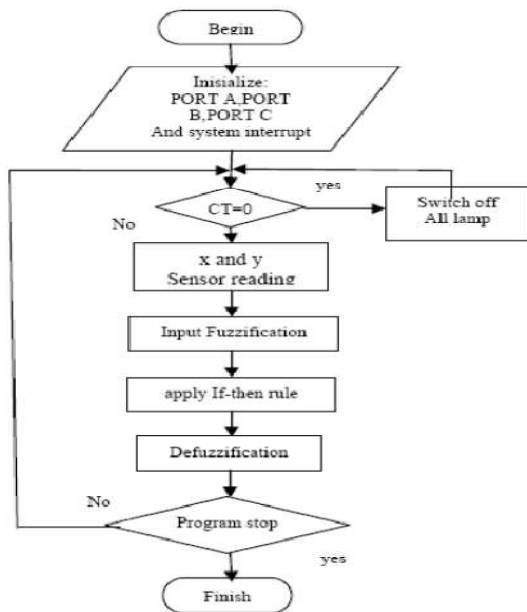 Begin
Inisialize:
PORT A,PORT
B,PORT C
And system interrupt
yes
CT=0
Switch off
All lamp
No
x and y
Sensor reading
Input Fuzzification
apply If-then rule
Defuzzification
No
Program stop
yes
Finish